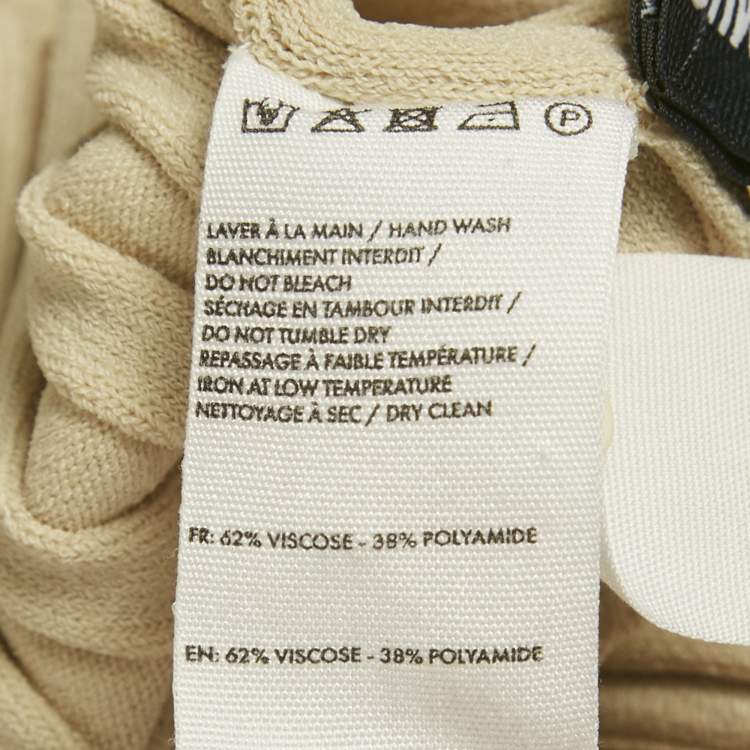 P
LAVER À LA MAIN / HAND WASH
BLANCHIMENT INTERDIT /
DO NOT BLEACH
SÉCHAGE EN TAMBOUR INTERDIT /
DO NOT TUMBLE DRY
REPASSAGE À FAIBLE TEMPÉRATURE /
IRON AT LOW TEMPERATURE
NETTOYAGE À SEC / DRY CLEAN
FR: 62% VISCOSE - 38% POLYAMIDE
EN: 62% VISCOSE - 38% POLYAMIDE